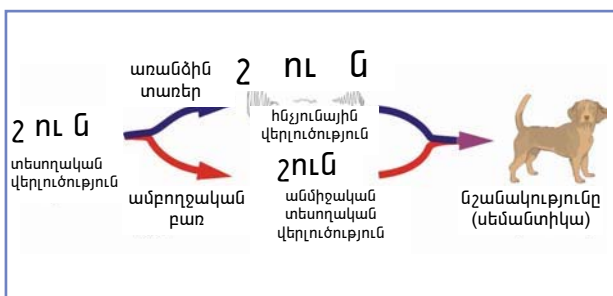 շ ու ն
տեսողական
վերլուծություն
առանձին
տառեր
շ ու ն
հնչյունային
վերլուծություն
ամբողջական
բառ
շուն
անմիջական
տեսողական
վերլուծություն
նշանակությունը
(սեմանտիկա)